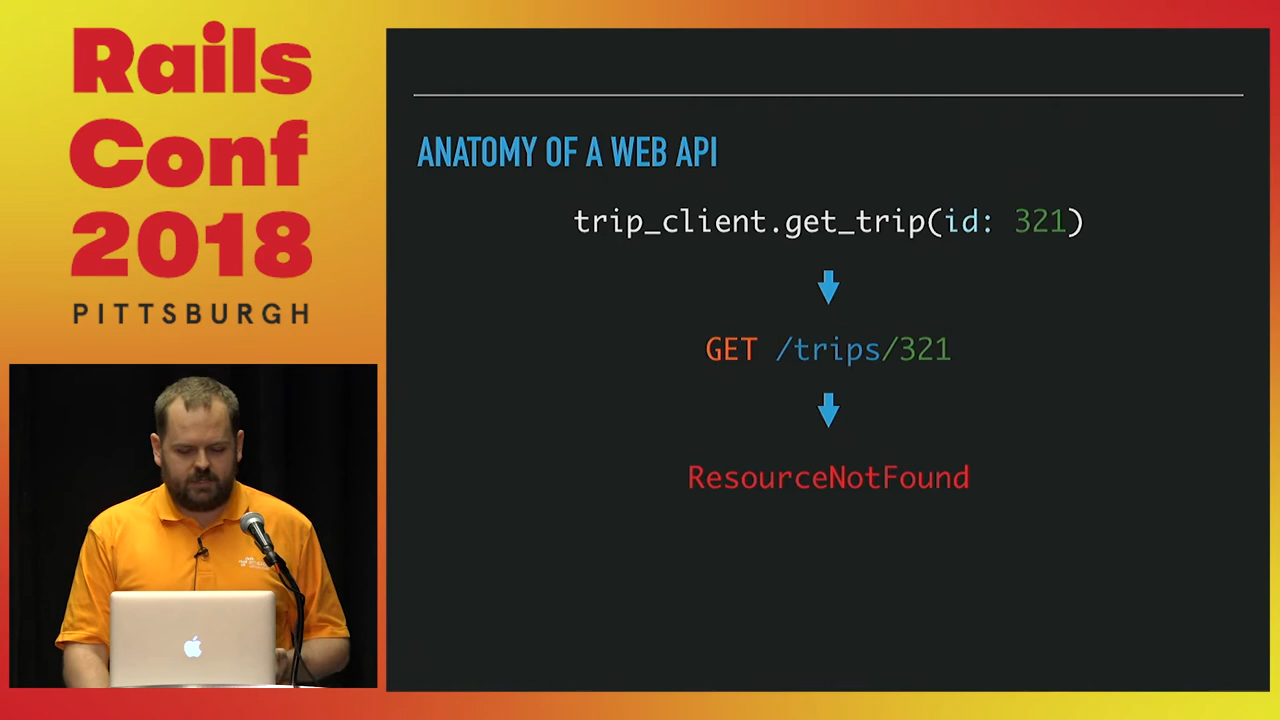 Rails
Conf
2018
PITTSBURGH
ANATOMY OF A WEB API
trip_client.get_trip(id: 321)
GET /trips/321
ResourceNotFound